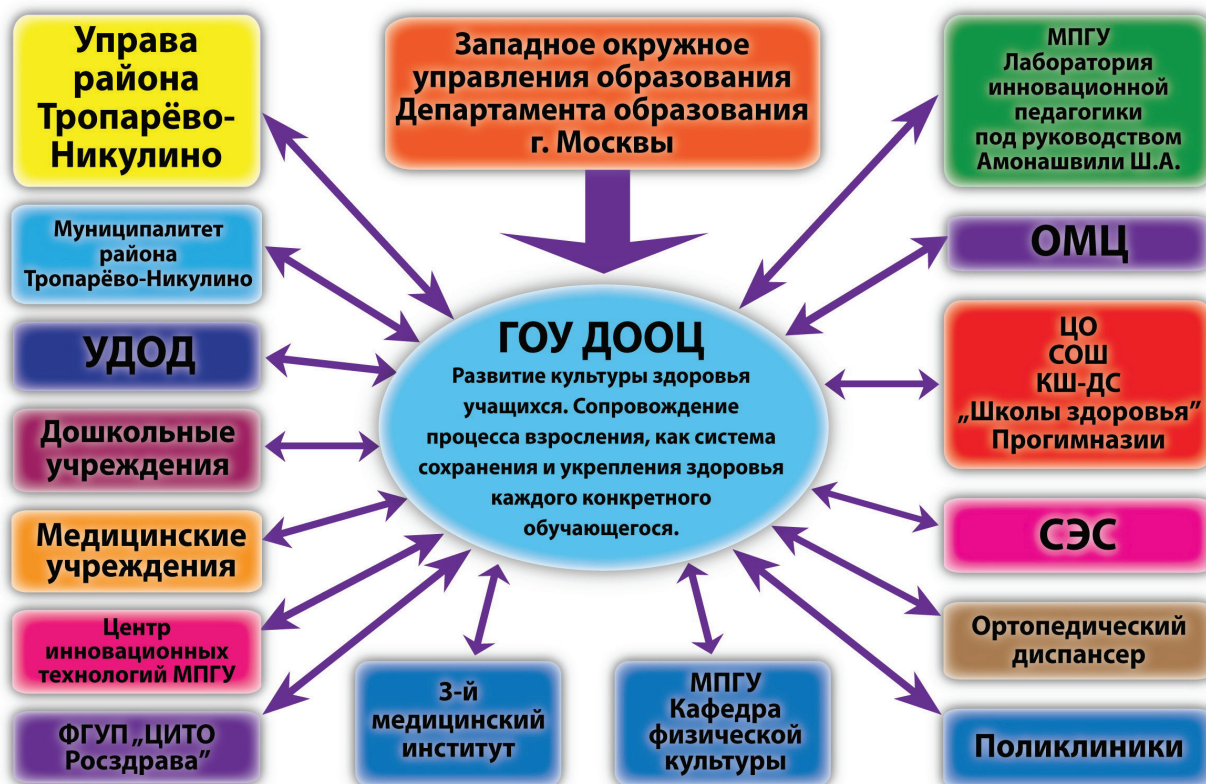 Управа
района
Тропарёво-
Никулино
Западное окружное
управления образования
Департамента образования
г. Москвы
МПГУ
Лаборатория
инновационной
педагогики
под руководством
Амонашвили Ш.А.
Муниципалитет
района
Тропарёво-Никулино
ОМЦ
УДОД
ГОУ ДООЦ
Развитие культуры здоровья
учащихся. Сопровождение
процесса взросления, как система
сохранения и укрепления здоровья
каждого конкретного
обучающегося.
ЦО
СОШ
КШ-ДС
„Школы здоровья”
Прогимназии
Дошкольные
учреждения
Медицинские
учреждения
СЭС
Центр
инновационных
технологий МПГУ
Ортопедический
диспансер
ФГУП „ЦИТО
Росздрава”
3-й
медицинский
институт
МПГУ
Кафедра
физической
культуры
Поликлиники